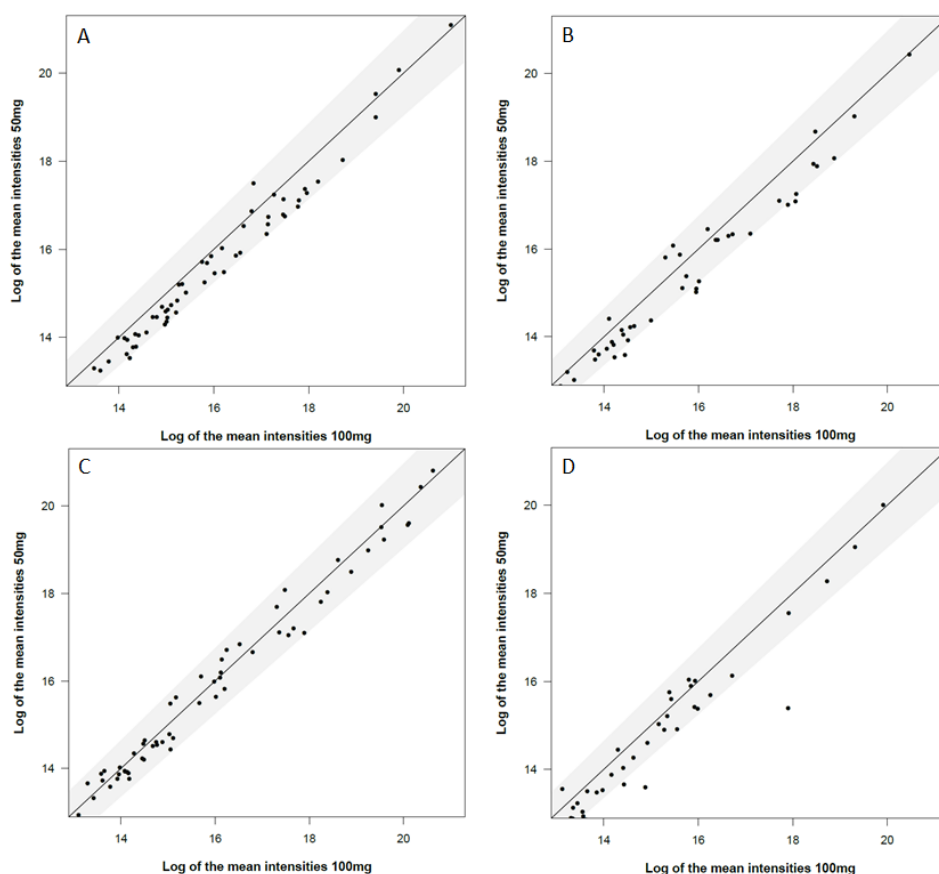 A
20
18
16
14
Log of the mean intensities 50mg
14 16 18 20
Log of the mean intensities 100mg
B
20
18
16
14
Log of the mean intensities 50mg
14 16 18 20
Log of the mean intensities 100mg
C
20
18
16
14
Log of the mean intensities 50mg
14 16 18 20
Log of the mean intensities 100mg
D
20
18
16
14
Log of the mean intensities 50mg
14 16 18 20
Log of the mean intensities 100mg